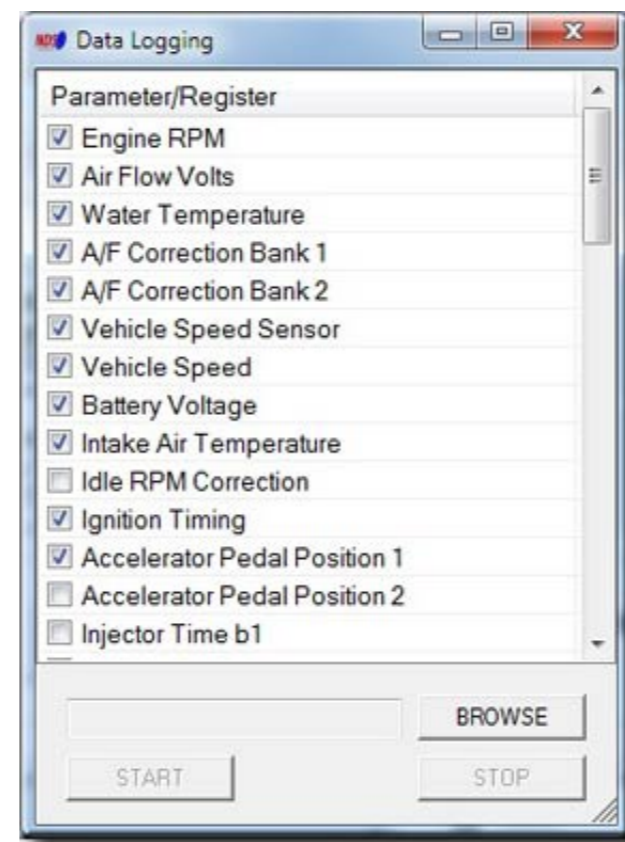 Data Logging
Parameter/Register
Engine RPM
Air Flow Volts
Water Temperature
A/F Correction Bank 1
A/F Correction Bank 2
Vehicle Speed Sensor
Vehicle Speed
Battery Voltage
Intake Air Temperature
Idle RPM Correction
Ignition Timing
Accelerator Pedal Position 1
Accelerator Pedal Position 2
Injector Time b1
BROWSE
START STOP